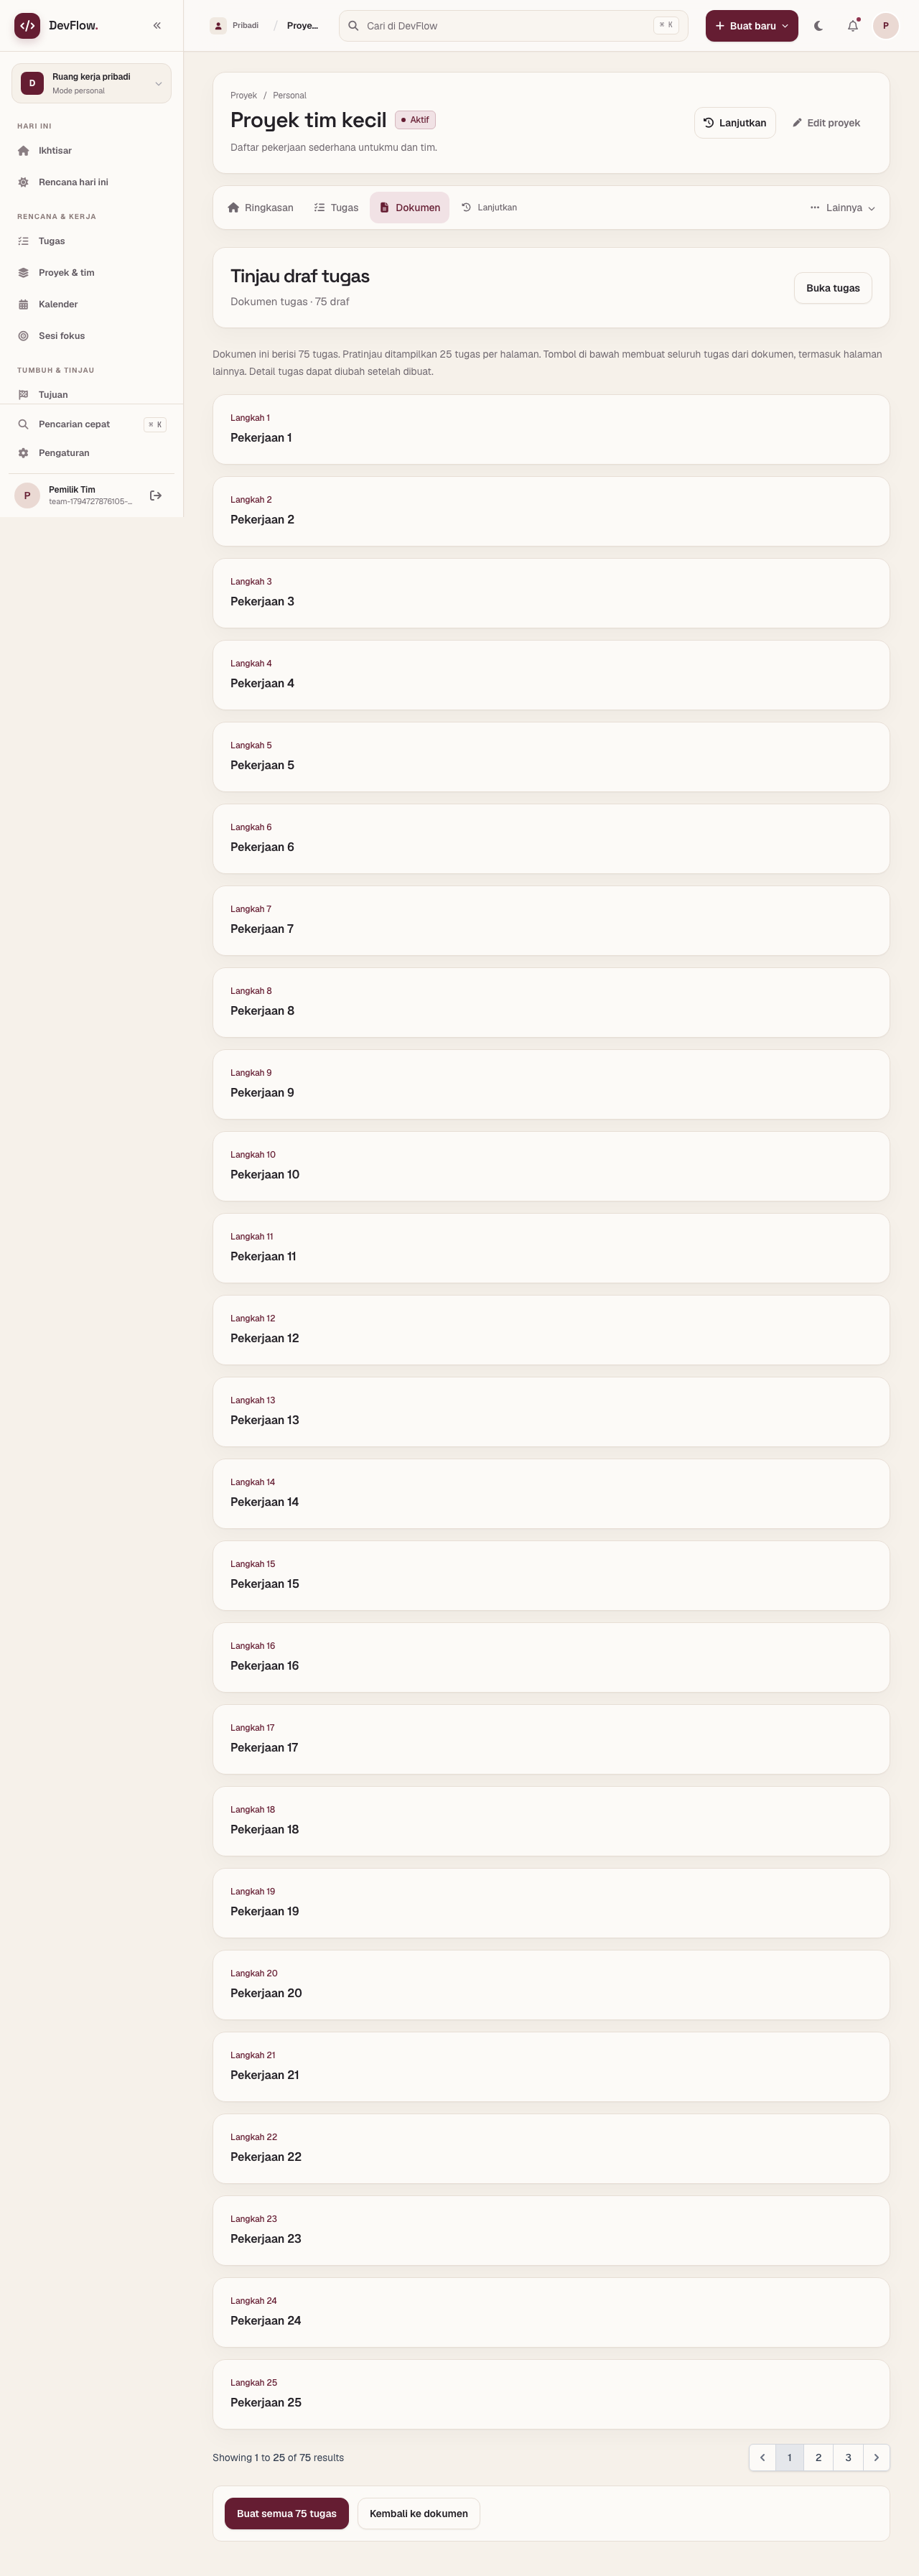 DevFlow.
Ruang kerja pribadi
D
Mode personal
HARI INI
Ikhtisar
Rencana hari ini
RENCANA & KERJA
Tugas
Proyek & tim
Kalender
Sesi fokus
TUMBUH & TINJAU
Tujuan
Pencarian cepat
⌘ K
Pengaturan
P
Pemilik Tim
team-1794727876105-...
Pribadi / Proye...
Cari di DevFlow
⌘ K
+ Buat baru
P
Proyek / Personal
Proyek tim kecil
Aktif
Daftar pekerjaan sederhana untukmu dan tim.
Lanjutkan
Edit proyek
Ringkasan
Tugas
Dokumen
Lanjutkan
Lainnya
Tinjau draf tugas
Dokumen tugas · 75 draf
Buka tugas
Dokumen ini berisi 75 tugas. Pratinjau ditampilkan 25 tugas per halaman. Tombol di bawah membuat seluruh tugas dari dokumen, termasuk halaman
lainnya. Detail tugas dapat diubah setelah dibuat.
Langkah 1
Pekerjaan 1
Langkah 2
Pekerjaan 2
Langkah 3
Pekerjaan 3
Langkah 4
Pekerjaan 4
Langkah 5
Pekerjaan 5
Langkah 6
Pekerjaan 6
Langkah 7
Pekerjaan 7
Langkah 8
Pekerjaan 8
Langkah 9
Pekerjaan 9
Langkah 10
Pekerjaan 10
Langkah 11
Pekerjaan 11
Langkah 12
Pekerjaan 12
Langkah 13
Pekerjaan 13
Langkah 14
Pekerjaan 14
Langkah 15
Pekerjaan 15
Langkah 16
Pekerjaan 16
Langkah 17
Pekerjaan 17
Langkah 18
Pekerjaan 18
Langkah 19
Pekerjaan 19
Langkah 20
Pekerjaan 20
Langkah 21
Pekerjaan 21
Langkah 22
Pekerjaan 22
Langkah 23
Pekerjaan 23
Langkah 24
Pekerjaan 24
Langkah 25
Pekerjaan 25
Showing 1 to 25 of 75 results
1 2 3
Buat semua 75 tugas
Kembali ke dokumen